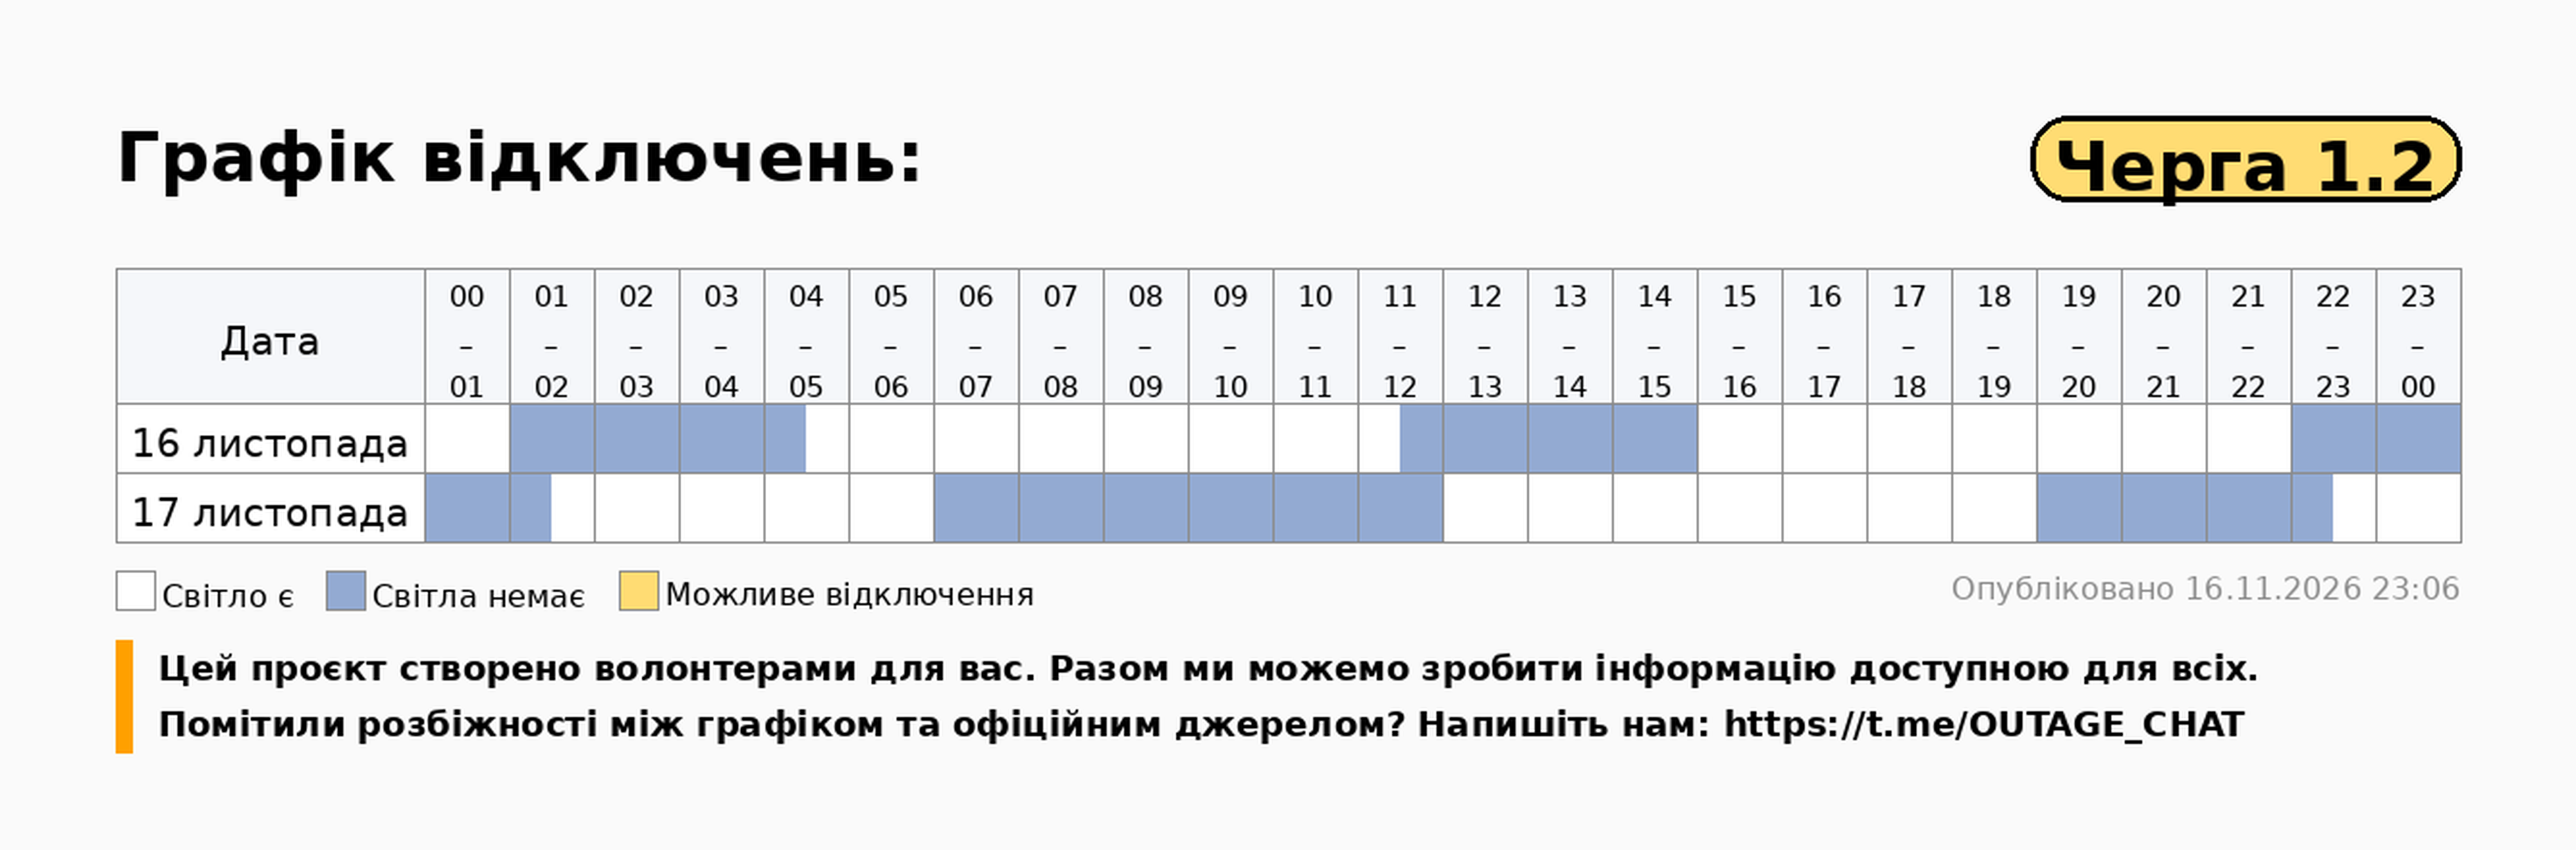 Графік відключень:
Черга 1.2
Дата 00 – 01 01 – 02 02 – 03 03 – 04 04 – 05 05 – 06 06 – 07 07 – 08 08 – 09 09 – 10 10 – 11 11 – 12 12 – 13 13 – 14 14 – 15 15 – 16 16 – 17 17 – 18 18 – 19 19 – 20 20 – 21 21 – 22 22 – 23 23 – 00
16 листопада
17 листопада
Світло є Світла немає Можливе відключення
Опубліковано 16.11.2026 23:06
Цей проєкт створено волонтерами для вас. Разом ми можемо зробити інформацію доступною для всіх.
Помітили розбіжності між графіком та офіційним джерелом? Напишіть нам: https://t.me/OUTAGE_CHAT